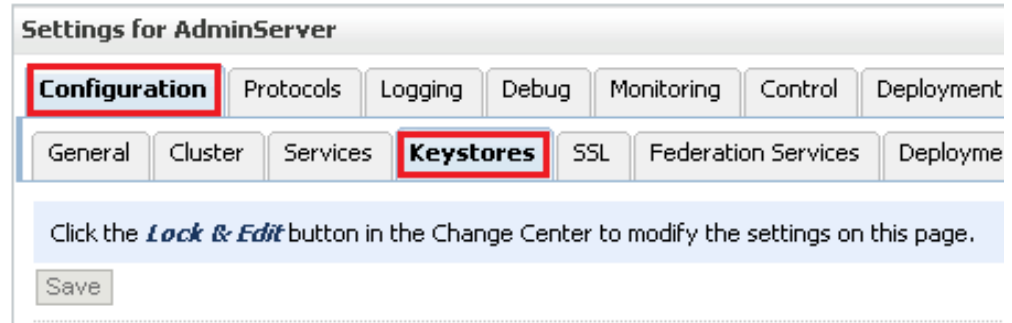 Settings for AdminServer
Configuration Protocols Logging Debug Monitoring Control Deployment
General Cluster Services Keystores SSL Federation Services Deployme
Click the Lock & Edit button in the Change Center to modify the settings on this page.
Save